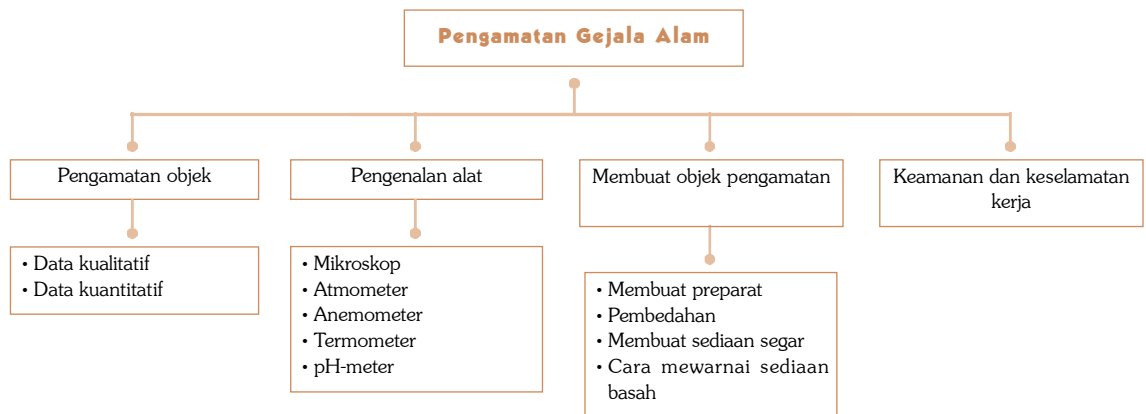 Pengamatan Gejala Alam
Pengamatan objek
• Data kualitatif
• Data kuantitatif
Pengenalan alat
• Mikroskop
• Atmometer
• Anemometer
• Termometer
• pH-meter
Membuat objek pengamatan
• Membuat preparat
• Pembedahan
• Membuat sediaan segar
• Cara mewarnai sediaan
basah
Keamanan dan keselamatan
kerja